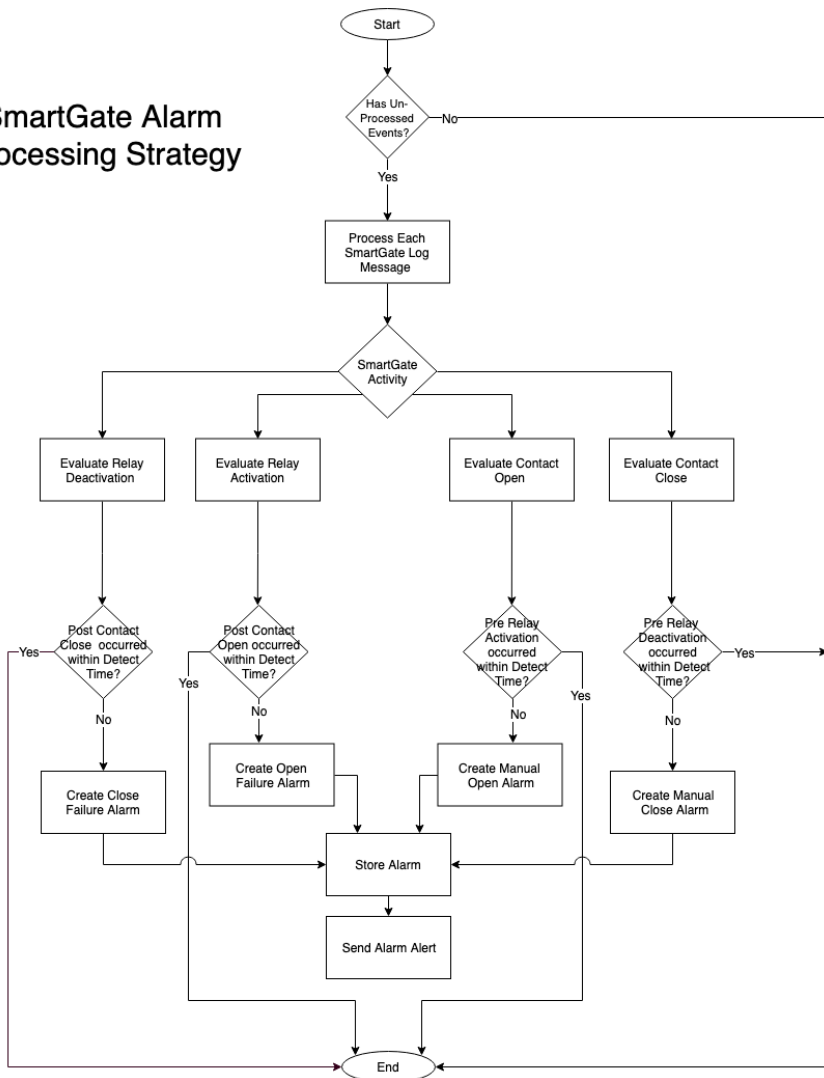 Start
SmartGate Alarm
ocessing Strategy
Has Un-
Processed
Events?
No
Yes
Process Each
SmartGate Log
Message
SmartGate
Activity
Evaluate Relay
Deactivation
Evaluate Relay
Activation
Evaluate Contact
Open
Evaluate Contact
Close
Post Contact
Close occurred
within Detect
Time?
Post Contact
Open occurred
within Detect
Time?
Pre Relay
Activation
occurred
within Detect
Time?
Pre Relay
Deactivation
occurred
within Detect
Time?
Yes
Yes
Yes
Yes
No
No
No
No
Create Close
Failure Alarm
Create Open
Failure Alarm
Create Manual
Open Alarm
Create Manual
Close Alarm
Store Alarm
Send Alarm Alert
End